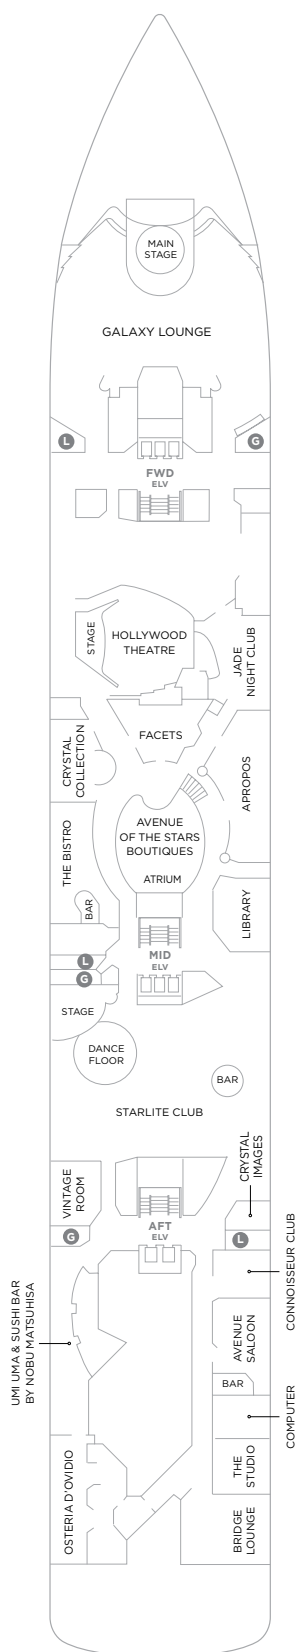 MAIN
STAGE
GALAXY LOUNGE
L
G
FWD
ELV
STAGE
HOLLYWOOD
THEATRE
JADE
NIGHT CLUB
FACETS
CRYSTAL
COLLECTION
APROPOS
AVENUE
OF THE STARS
BOUTIQUES
ATRIUM
THE BISTRO
BAR
LIBRARY
L
MID
ELV
G
STAGE
DANCE
FLOOR
BAR
STARLITE CLUB
CRYSTAL
IMAGES
VINTAGE
ROOM
G
AFT
ELV
L
CONNOISSEUR CLUB
UMI UMA & SUSHI BAR
BY NOBU MATSUHISA
AVENUE
SALOON
BAR
COMPUTER
OSTERIA D'OVIDIO
THE
STUDIO
BRIDGE
LOUNGE